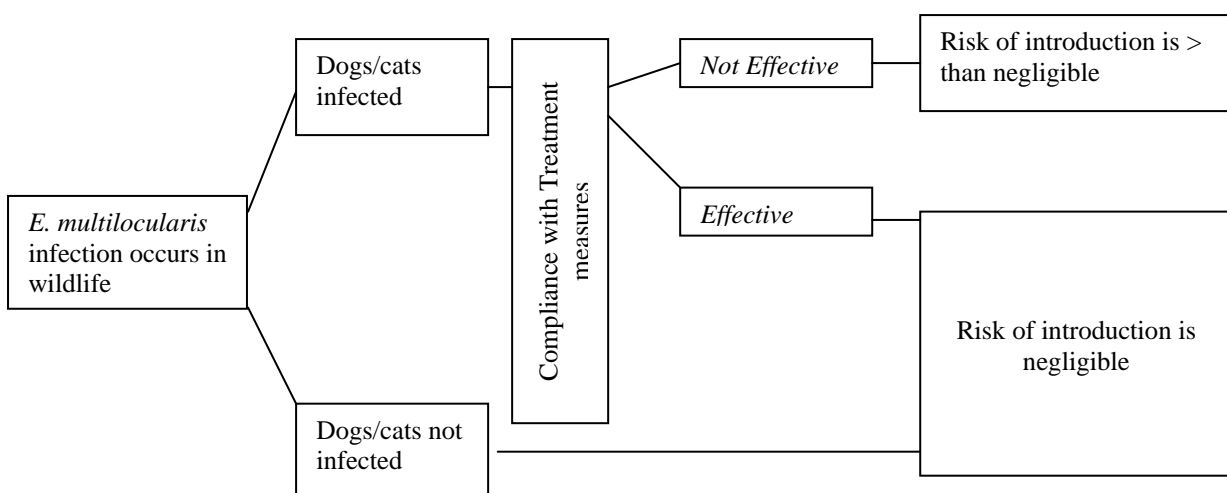 E. multilocularis
infection occurs in
wildlife
Dogs/cats
infected
Compliance with Treatment
measures
Not Effective
Risk of introduction is >
than negligible
Effective
Risk of introduction is
negligible
Dogs/cats not
infected